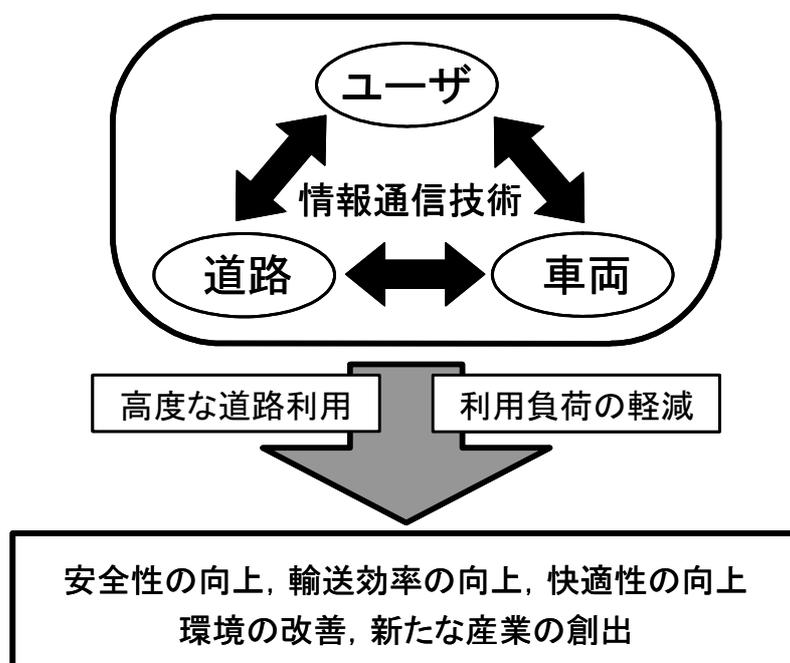 ユーザ
情報通信技術
道路
車両
高度な道路利用
利用負荷の軽減
安全性の向上, 輸送効率の向上, 快適性の向上
環境の改善, 新たな産業の創出